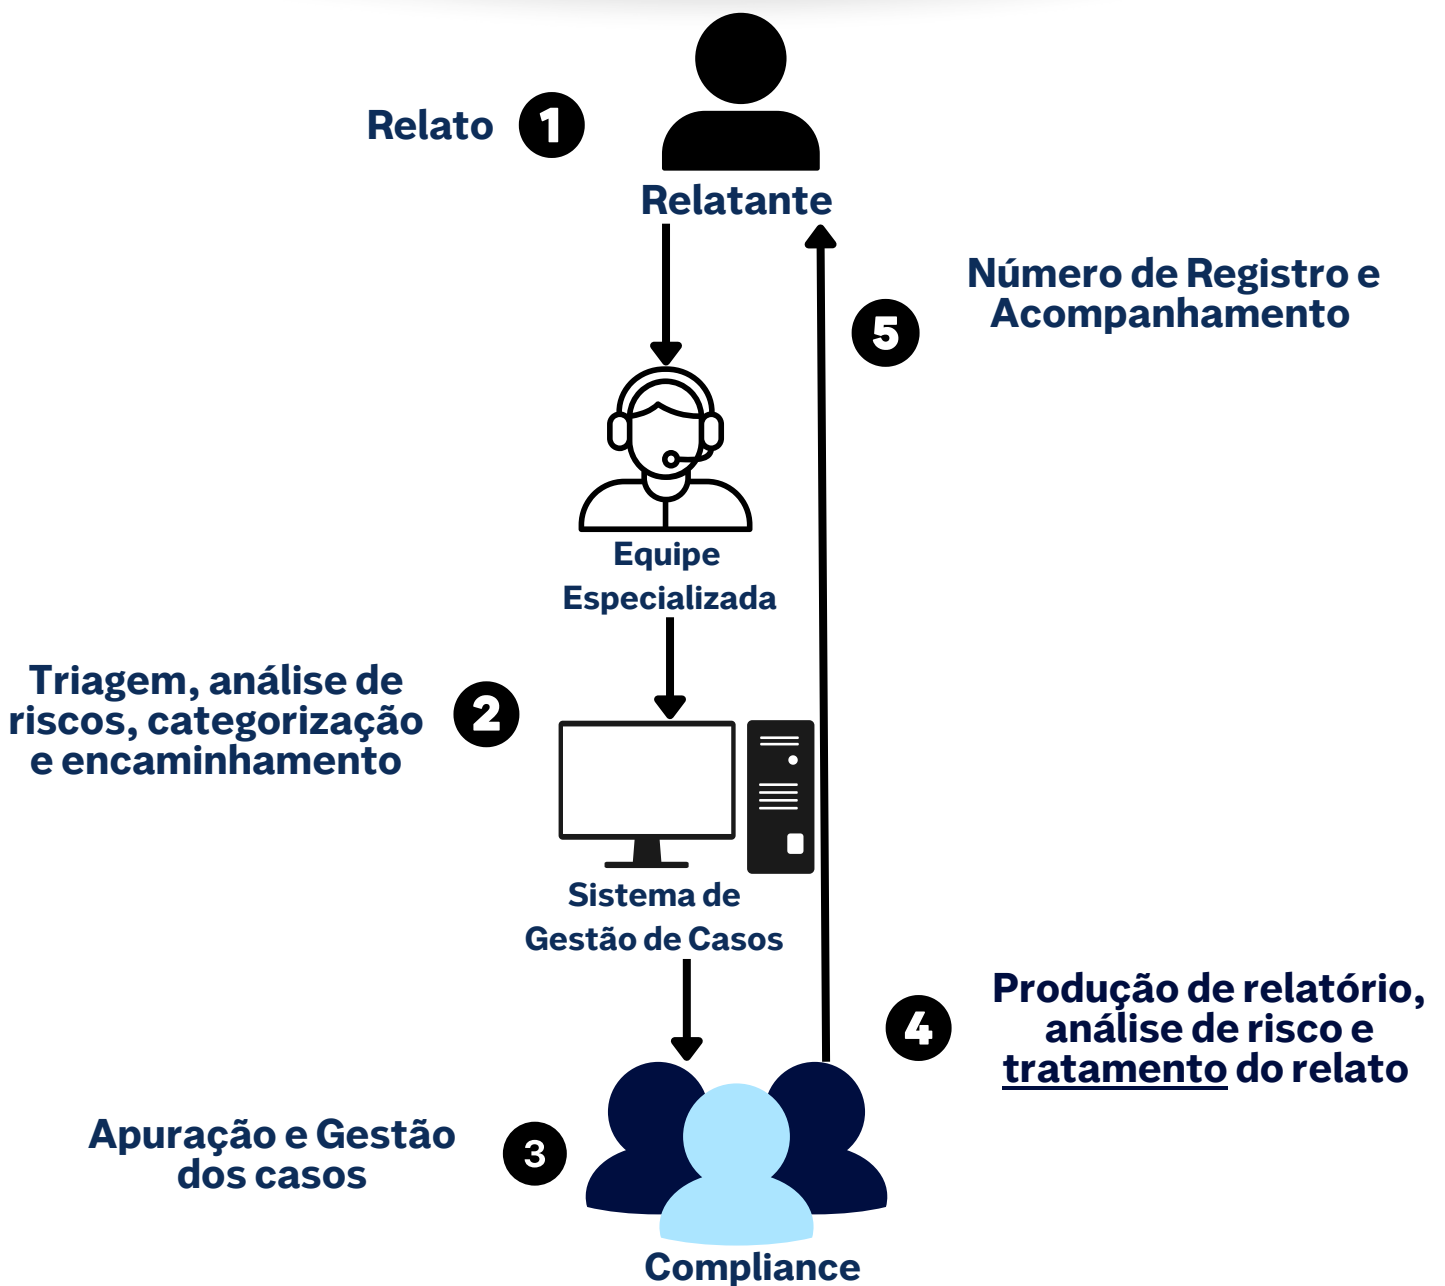 Relato
1
Relatante
Número de Registro e
Acompanhamento
5
Equipe
Especializada
Triagem, análise de
riscos, categorização
e encaminhamento
2
Sistema de
Gestão de Casos
Produção de relatório,
análise de risco e
tratamento do relato
4
Apuração e Gestão
dos casos
3
Compliance